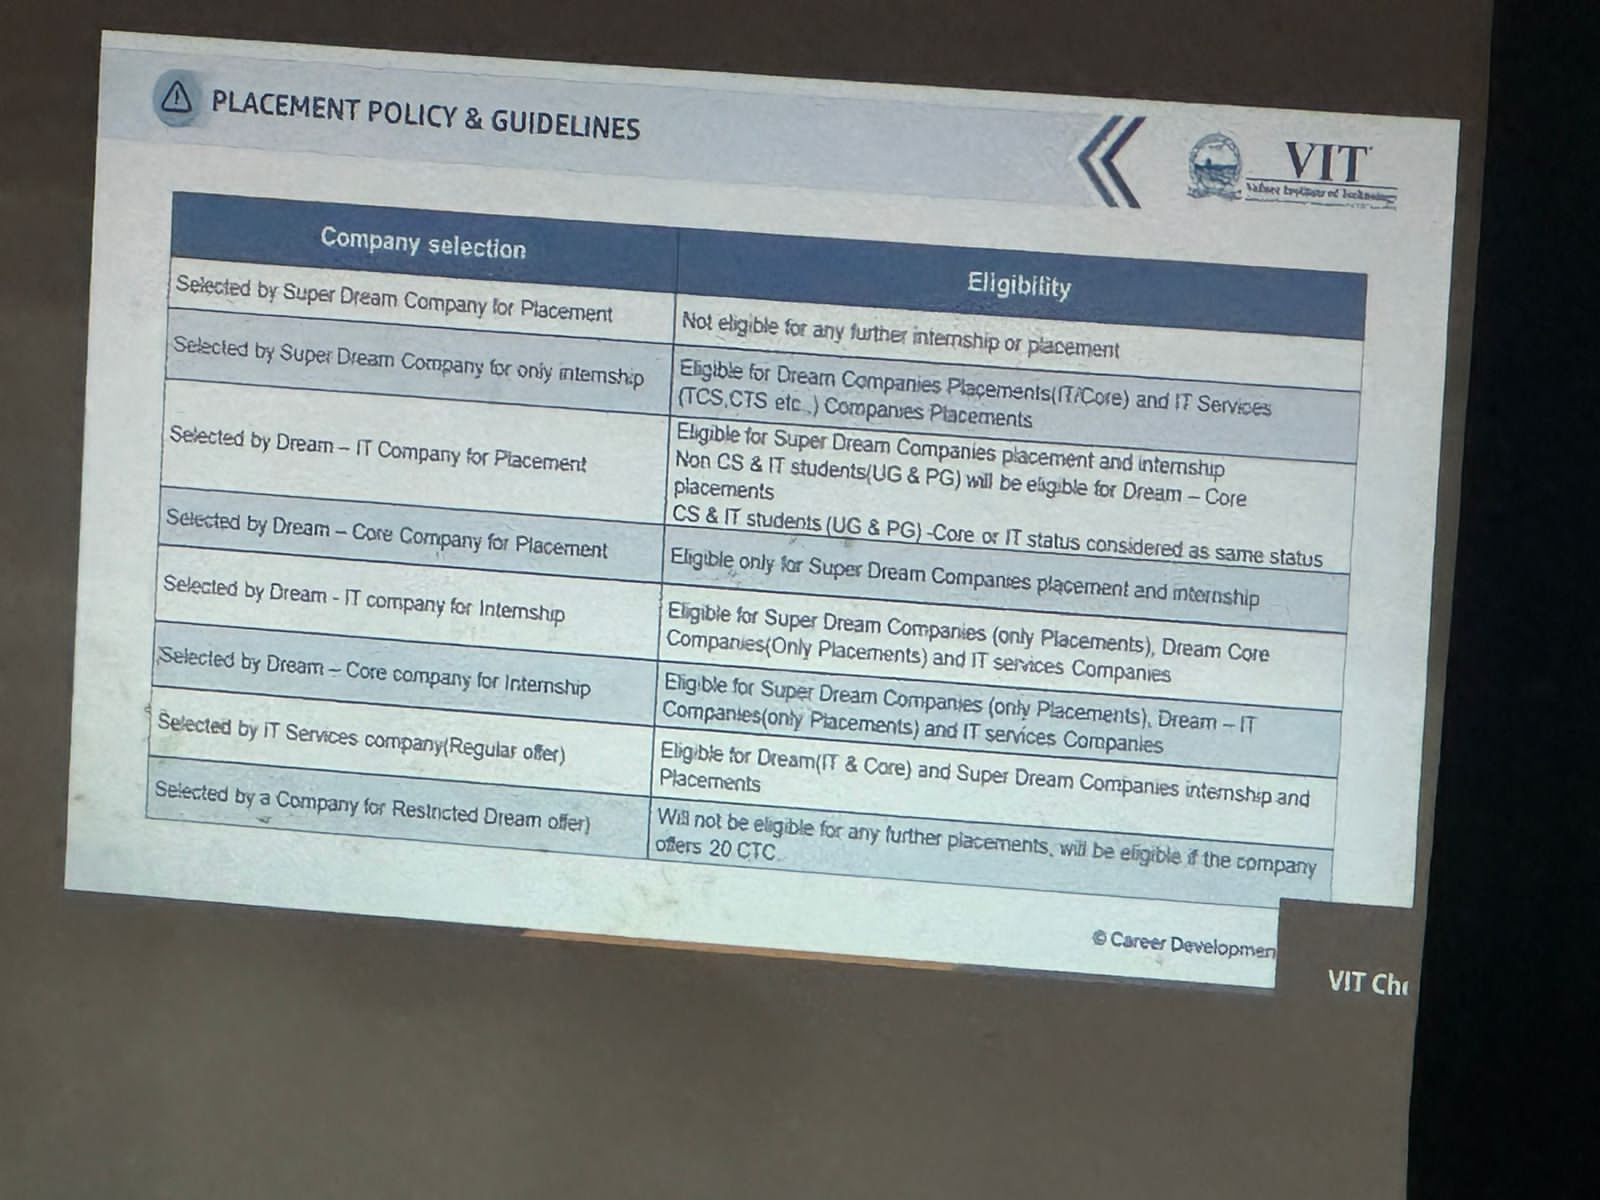 PLACEMENT POLICY & GUIDELINES
VIT
Vellore Institute of Technology
Company selection
Eligibility
Selected by Super Dream Company for Placement
Not eligible for any further internship or placement
Selected by Super Dream Company for only internship
Eligible for Dream Companies Placements(IT/Core) and IT Services
(TCS,CTS etc.,) Companies Placements
Selected by Dream – IT Company for Placement
Eligible for Super Dream Companies placement and internship
Non CS & IT students(UG & PG) will be eligible for Dream – Core
placements
CS & IT students (UG & PG) -Core or IT status considered as same status
Selected by Dream – Core Company for Placement
Eligible only for Super Dream Companies placement and internship
Selected by Dream - IT company for Internship
Eligible for Super Dream Companies (only Placements), Dream Core
Companies(Only Placements) and IT services Companies
Selected by Dream – Core company for Internship
Eligible for Super Dream Companies (only Placements), Dream – IT
Companies(only Placements) and IT services Companies
Selected by IT Services company(Regular offer)
Eligible for Dream(IT & Core) and Super Dream Companies internship and
Placements
Selected by a Company for Restricted Dream offer)
Will not be eligible for any further placements, will be eligible if the company
offers 20 CTC.
© Career Developmen
VIT Che